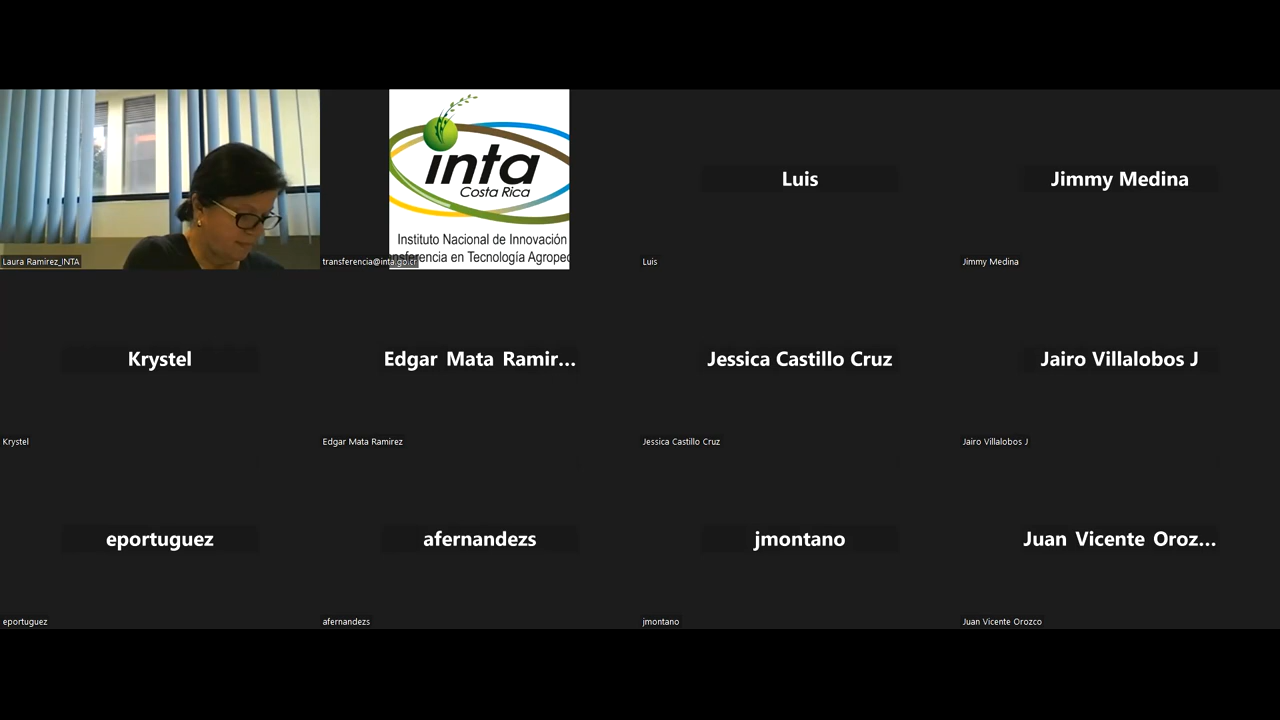 inta
Costa Rica
Instituto Nacional de Innovación
nsferencia en Tecnología Agropec
Laura Ramirez_INTA
transferencia@inta.go.cr
Luis
Luis
Jimmy Medina
Jimmy Medina
Krystel
Krystel
Edgar Mata Ramir...
Edgar Mata Ramirez
Jessica Castillo Cruz
Jessica Castillo Cruz
Jairo Villalobos J
Jairo Villalobos J
eportuguez
eportuguez
afernandezs
afernandezs
jmontano
jmontano
Juan Vicente Oroz...
Juan Vicente Orozco